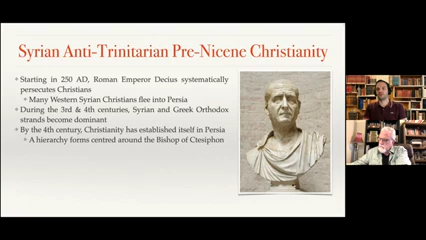 Syrian Anti-Trinitarian Pre-Nicene Christianity
Starting in 250 AD, Roman Emperor Decius systematically
persecutes Christians
Many Western Syrian Christians flee into Persia
During the 3rd & 4th centuries, Syrian and Greek Orthodox
strands become dominant
By the 4th century, Christianity has established itself in Persia
A hierarchy forms centred around the Bishop of Ctesiphon